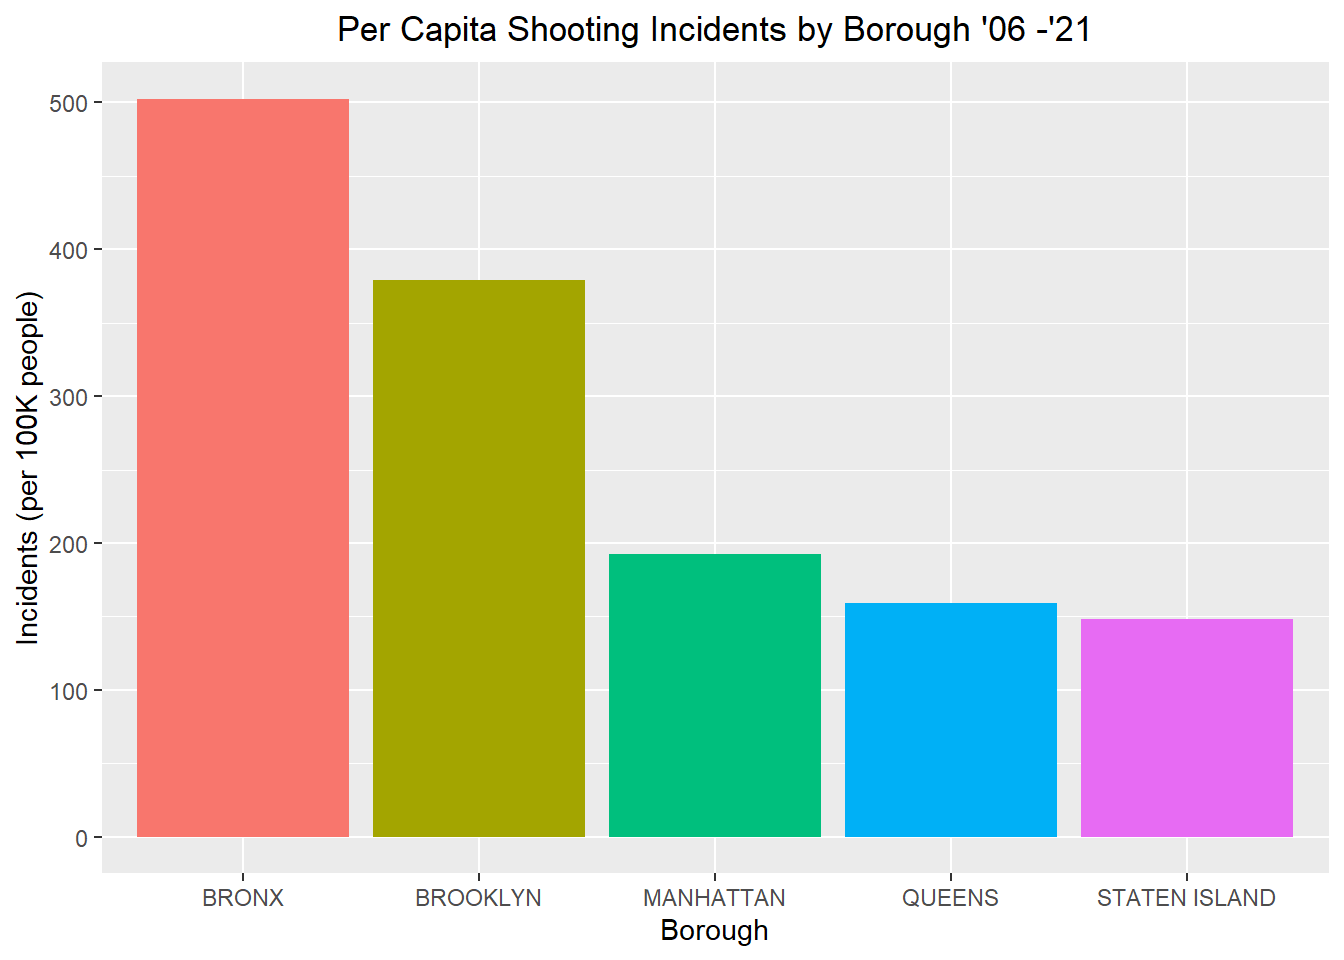 Per Capita Shooting Incidents by Borough '06 -'21
Incidents (per 100K people)
500
400
300
200
100
0
BRONX
BROOKLYN
MANHATTAN
QUEENS
STATEN ISLAND
Borough